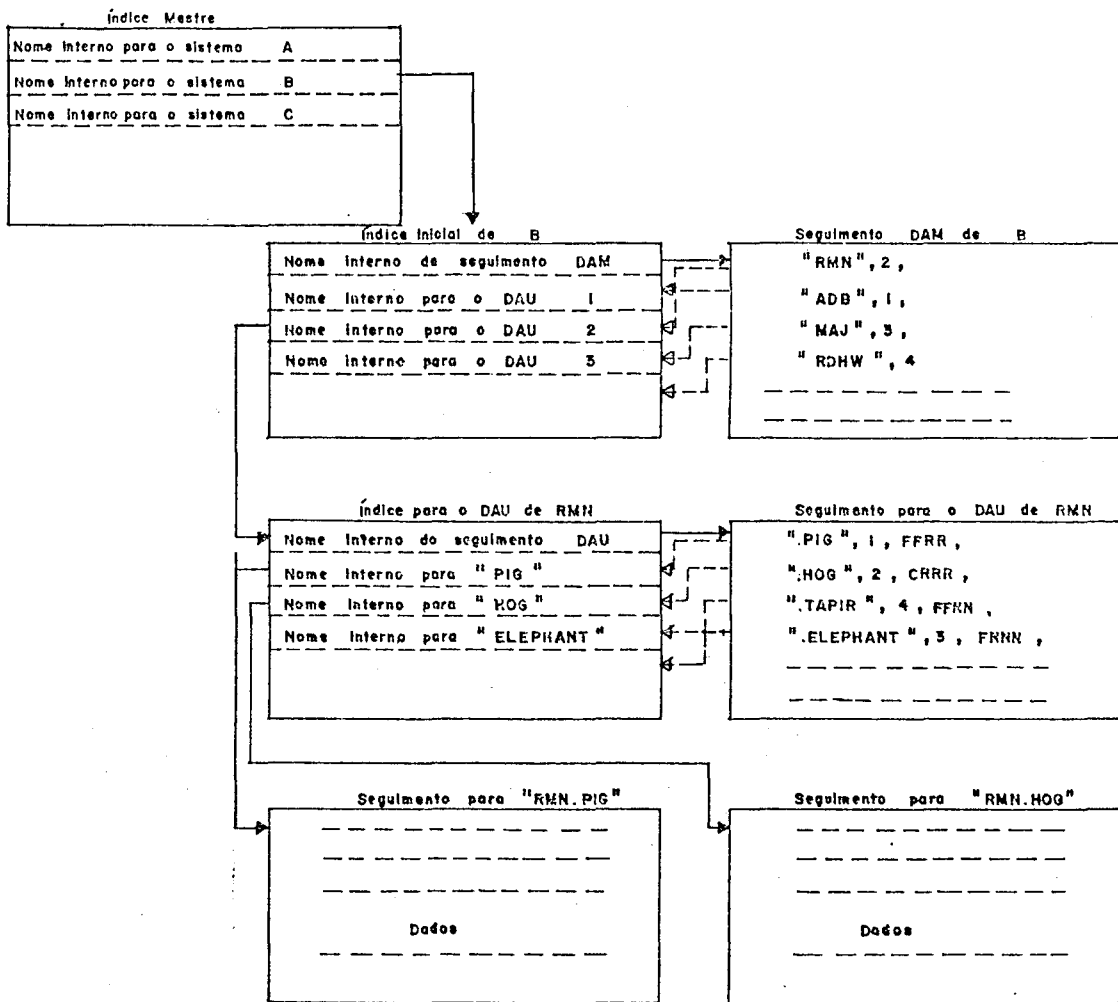 Índice Mestre
Nome Interno para o sistema A
Nome Interno para o sistema B
Nome Interno para o sistema C
Índice Inicial de B
Nome Interno de seguimento DAM
Nome Interno para o DAU 1
Nome Interno para o DAU 2
Nome Interno para o DAU 3
Seguimento DAM de B
"RMN", 2,
"ADB", 1,
"MAJ", 3,
"RDHW", 4
Índice para o DAU de RMN
Nome Interno do seguimento DAU
Nome Interno para "PIG"
Nome Interno para "HOG"
Nome Interno para "ELEPHANT"
Seguimento para o DAU de RMN
".PIG", 1, FFRR,
".HOG", 2, CRRR,
".TAPIR", 4, FFNN,
".ELEPHANT", 3, FRNN,
Seguimento para "RMN.PIG"
Dados
Seguimento para "RMN.HOG"
Dados